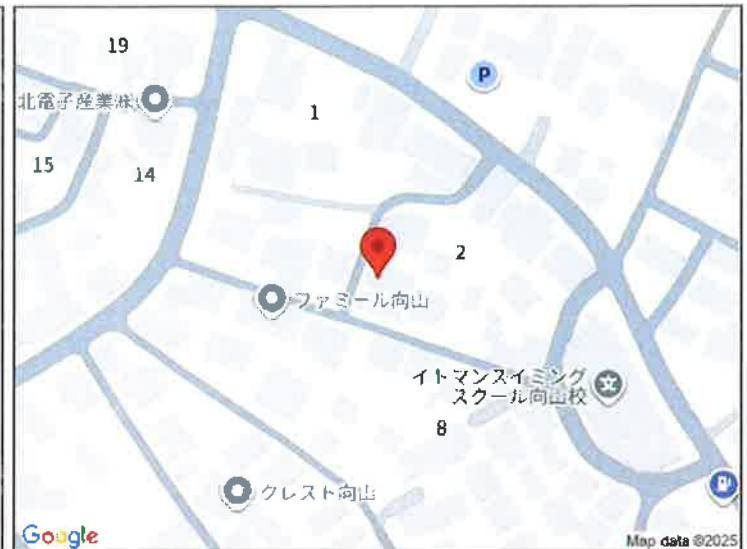 19
北電子産業㈱
P
1
15
14
2
ファミール向山
イトマンスイミング
スクール向山校
8
クレスト向山
Google
Map data ©2025